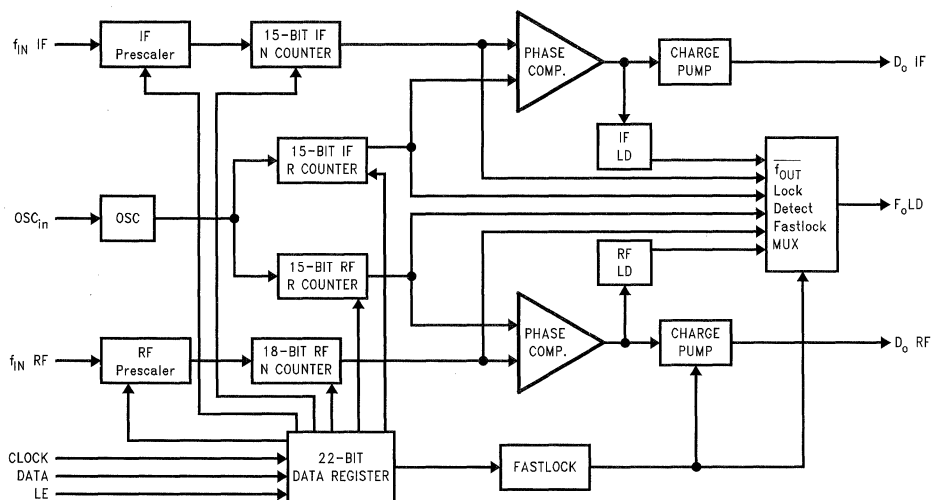 f_IN IF
IF
Prescaler
15-BIT IF
N COUNTER
PHASE
COMP.
CHARGE
PUMP
D_o IF
IF
LD
15-BIT IF
R COUNTER
OSC_in
OSC
f_OUT
Lock
Detect
Fastlock
MUX
F_oLD
15-BIT RF
R COUNTER
RF
LD
f_IN RF
RF
Prescaler
18-BIT RF
N COUNTER
PHASE
COMP.
CHARGE
PUMP
D_o RF
CLOCK
DATA
LE
22-BIT
DATA REGISTER
FASTLOCK